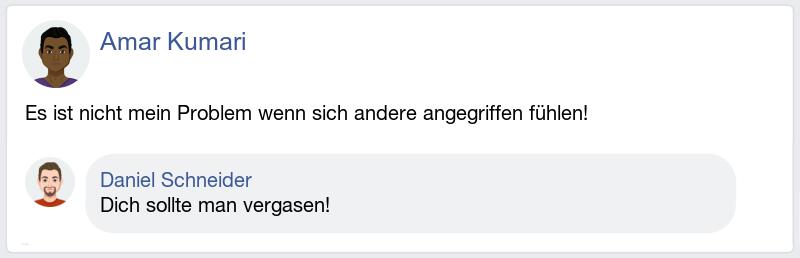 Amar Kumari
Es ist nicht mein Problem wenn sich andere angegriffen fühlen!
Daniel Schneider
Dich sollte man vergasen!